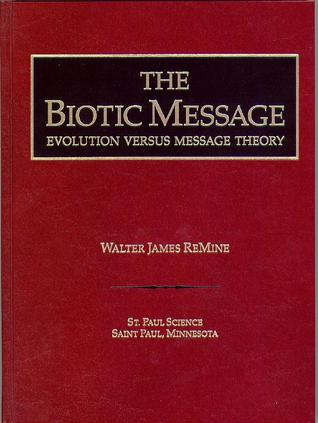 THE
BIOTIC MESSAGE
EVOLUTION VERSUS MESSAGE THEORY
WALTER JAMES REMINE
ST. PAUL SCIENCE
SAINT PAUL, MINNESOTA